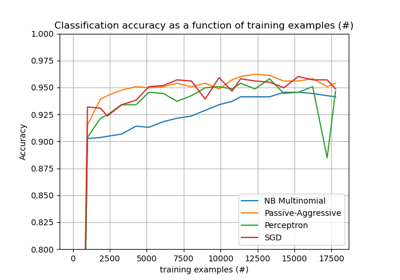 Classification accuracy as a function of training examples (#)
1.000
0.975
0.950
0.925
0.900
0.875
0.850
0.825
0.800
Accuracy
NB Multinomial
Passive-Aggressive
Perceptron
SGD
0 2500 5000 7500 10000 12500 15000 17500
training examples (#)